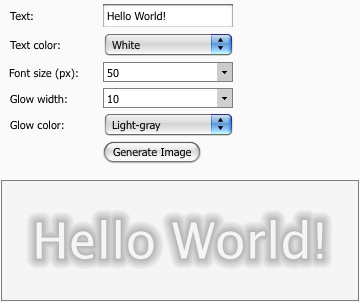 Text: Hello World!
Text color: White
Font size (px): 50
Glow width: 10
Glow color: Light-gray
Generate Image
Hello World!